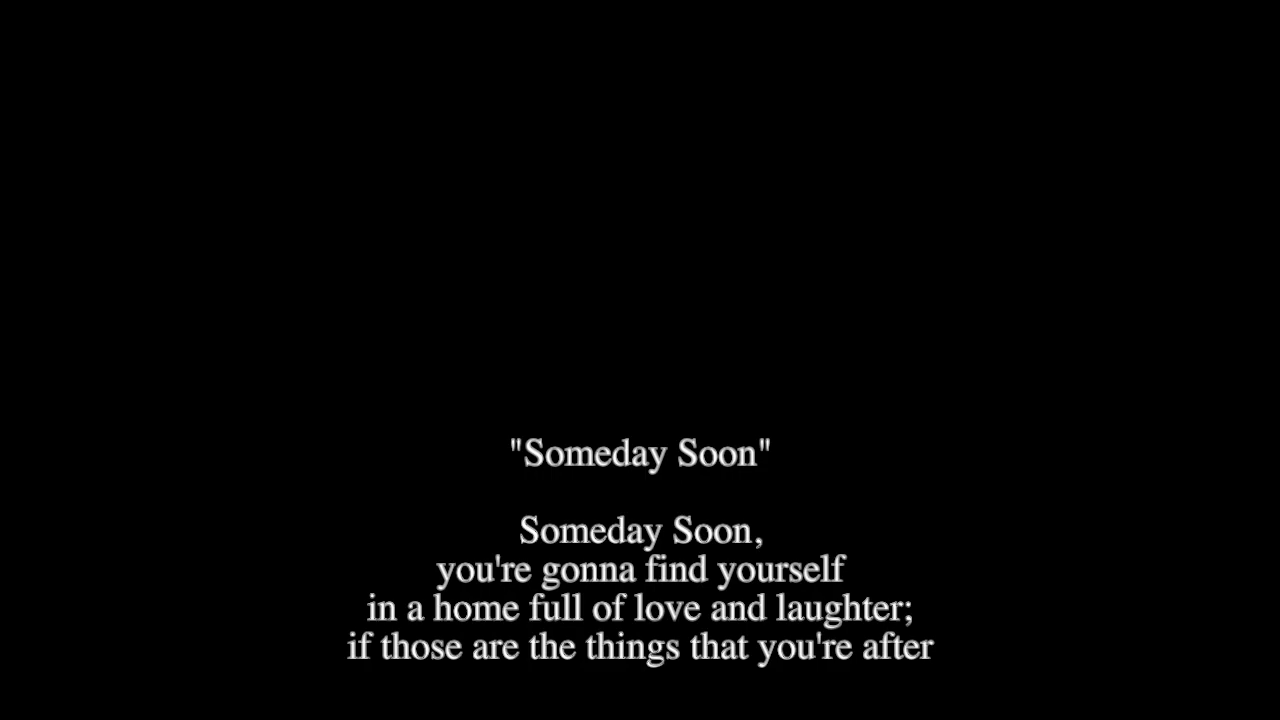 "Someday Soon"
Someday Soon,
you're gonna find yourself
in a home full of love and laughter;
if those are the things that you're after